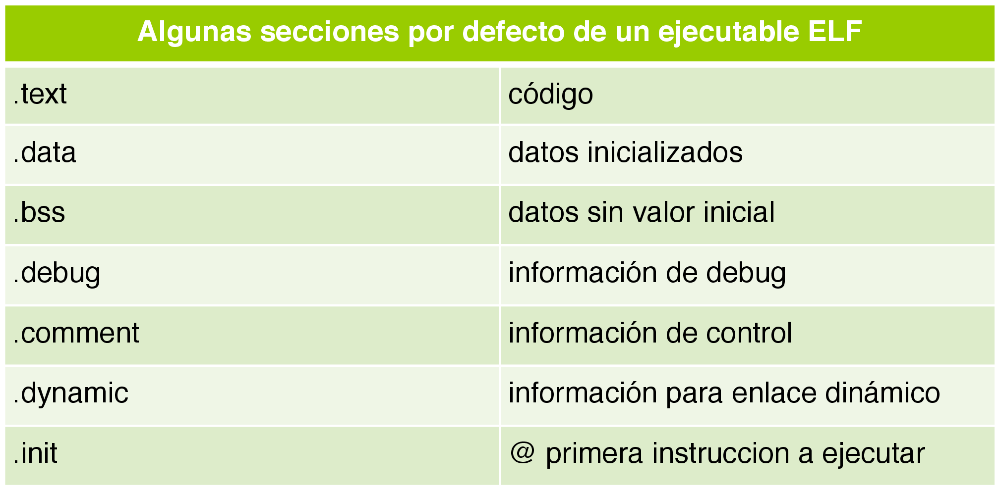 Algunas secciones por defecto de un ejecutable ELF
.text código
.data datos inicializados
.bss datos sin valor inicial
.debug información de debug
.comment información de control
.dynamic información para enlace dinámico
.init @ primera instruccion a ejecutar